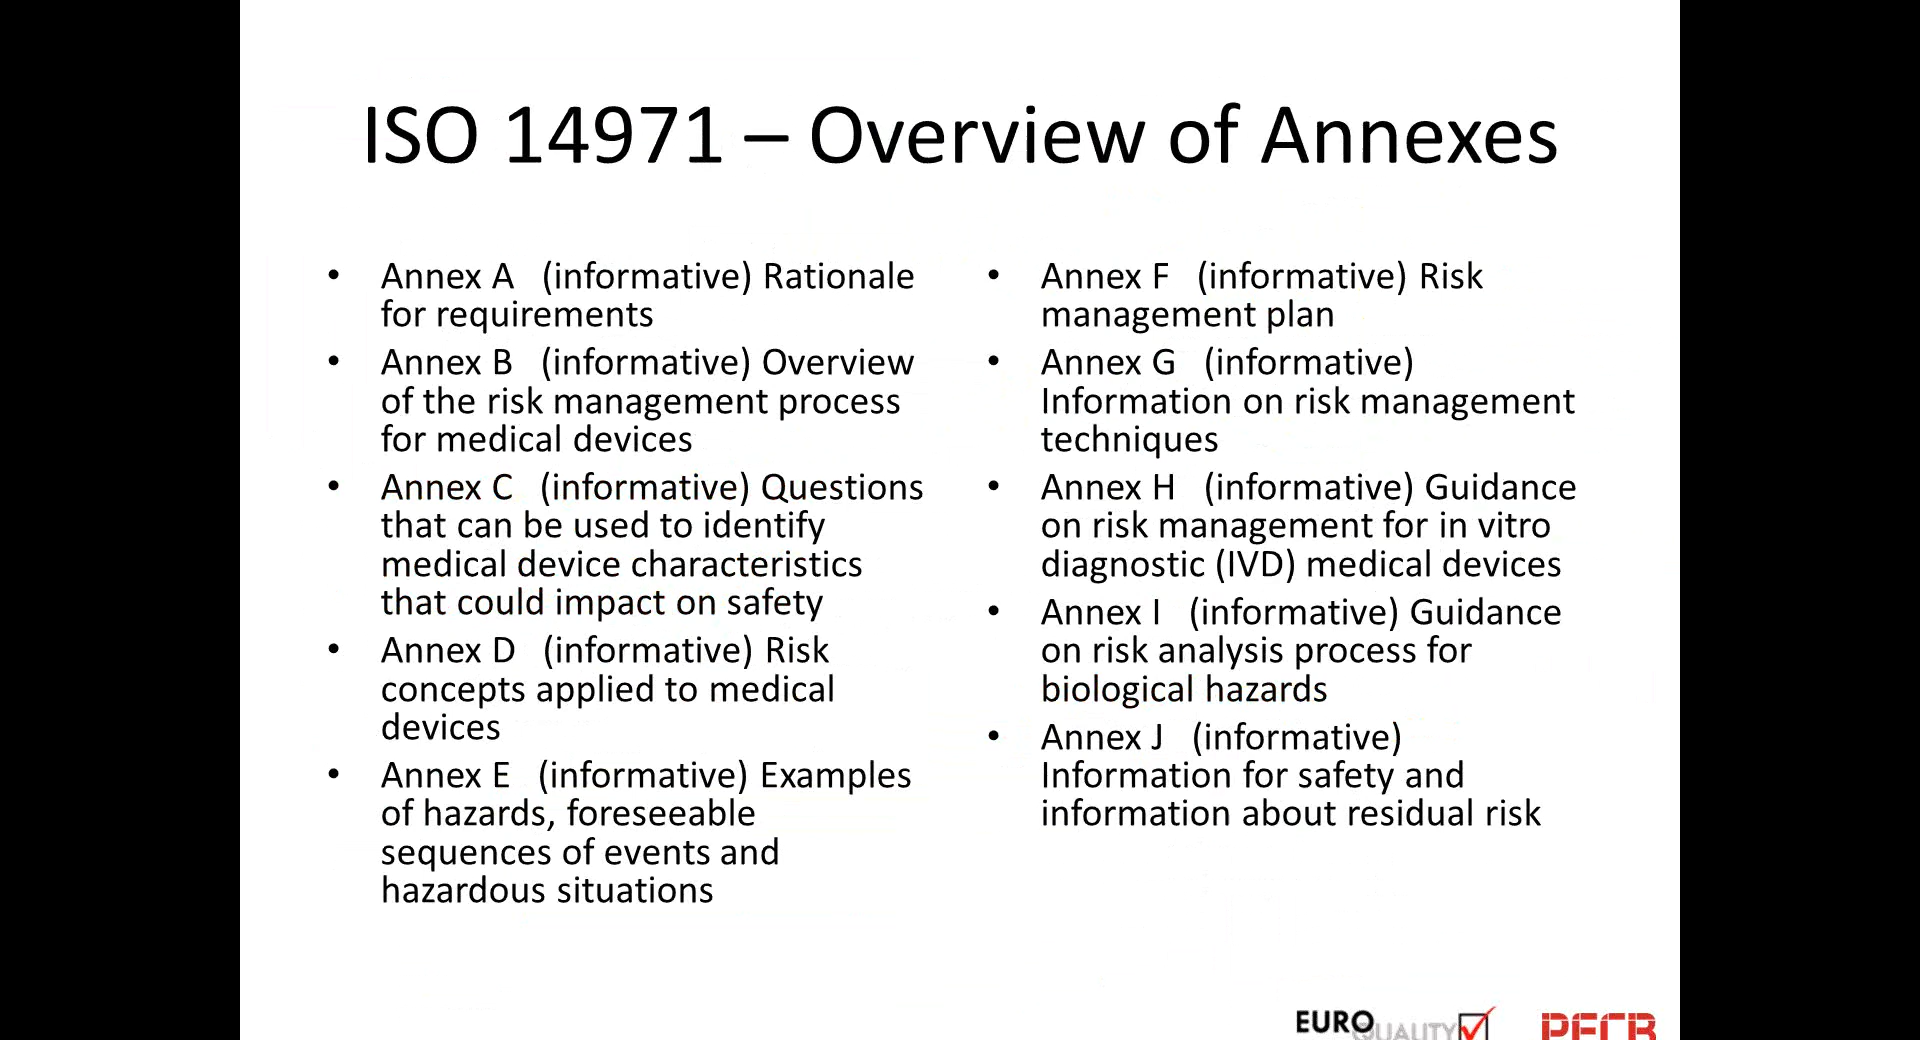 ISO 14971 – Overview of Annexes
• Annex A (informative) Rationale
for requirements
• Annex B (informative) Overview
of the risk management process
for medical devices
• Annex C (informative) Questions
that can be used to identify
medical device characteristics
that could impact on safety
• Annex D (informative) Risk
concepts applied to medical
devices
• Annex E (informative) Examples
of hazards, foreseeable
sequences of events and
hazardous situations
• Annex F (informative) Risk
management plan
• Annex G (informative)
Information on risk management
techniques
• Annex H (informative) Guidance
on risk management for in vitro
diagnostic (IVD) medical devices
• Annex I (informative) Guidance
on risk analysis process for
biological hazards
• Annex J (informative)
Information for safety and
information about residual risk
EURO QUALITY
PECB